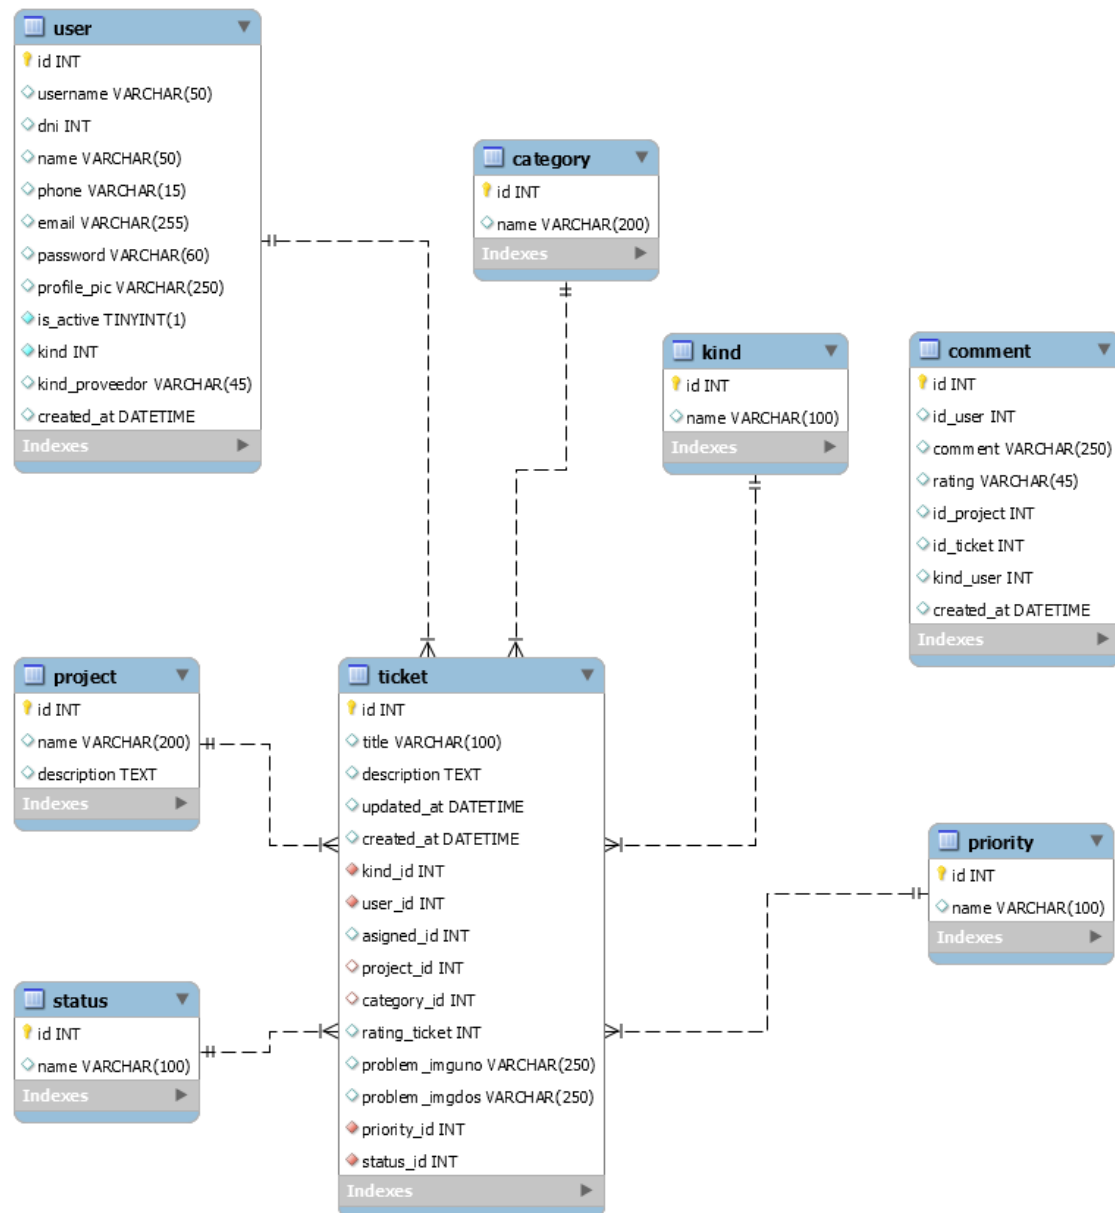 user
id INT
username VARCHAR(50)
dni INT
name VARCHAR(50)
phone VARCHAR(15)
email VARCHAR(255)
password VARCHAR(60)
profile_pic VARCHAR(250)
is_active TINYINT(1)
kind INT
kind_proveedor VARCHAR(45)
created_at DATETIME
Indexes
category
id INT
name VARCHAR(200)
Indexes
kind
id INT
name VARCHAR(100)
Indexes
comment
id INT
id_user INT
comment VARCHAR(250)
rating VARCHAR(45)
id_project INT
id_ticket INT
kind_user INT
created_at DATETIME
Indexes
project
id INT
name VARCHAR(200)
description TEXT
Indexes
ticket
id INT
title VARCHAR(100)
description TEXT
updated_at DATETIME
created_at DATETIME
kind_id INT
user_id INT
asigned_id INT
project_id INT
category_id INT
rating_ticket INT
problem_imguno VARCHAR(250)
problem_imgdos VARCHAR(250)
priority_id INT
status_id INT
Indexes
priority
id INT
name VARCHAR(100)
Indexes
status
id INT
name VARCHAR(100)
Indexes